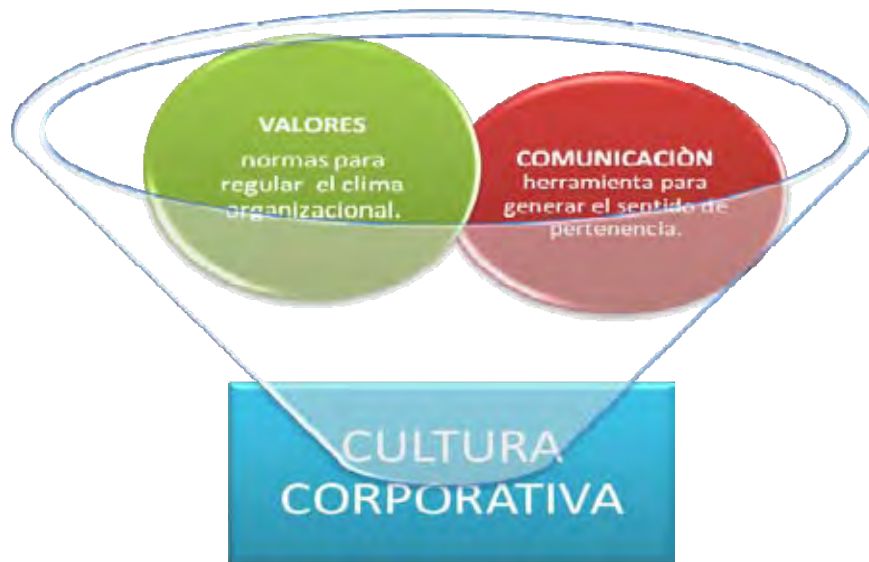 VALORES
normas para
regular el clima
organizacional.
COMUNICACIÒN
herramienta para
generar el sentido de
pertenencia.
CULTURA
CORPORATIVA